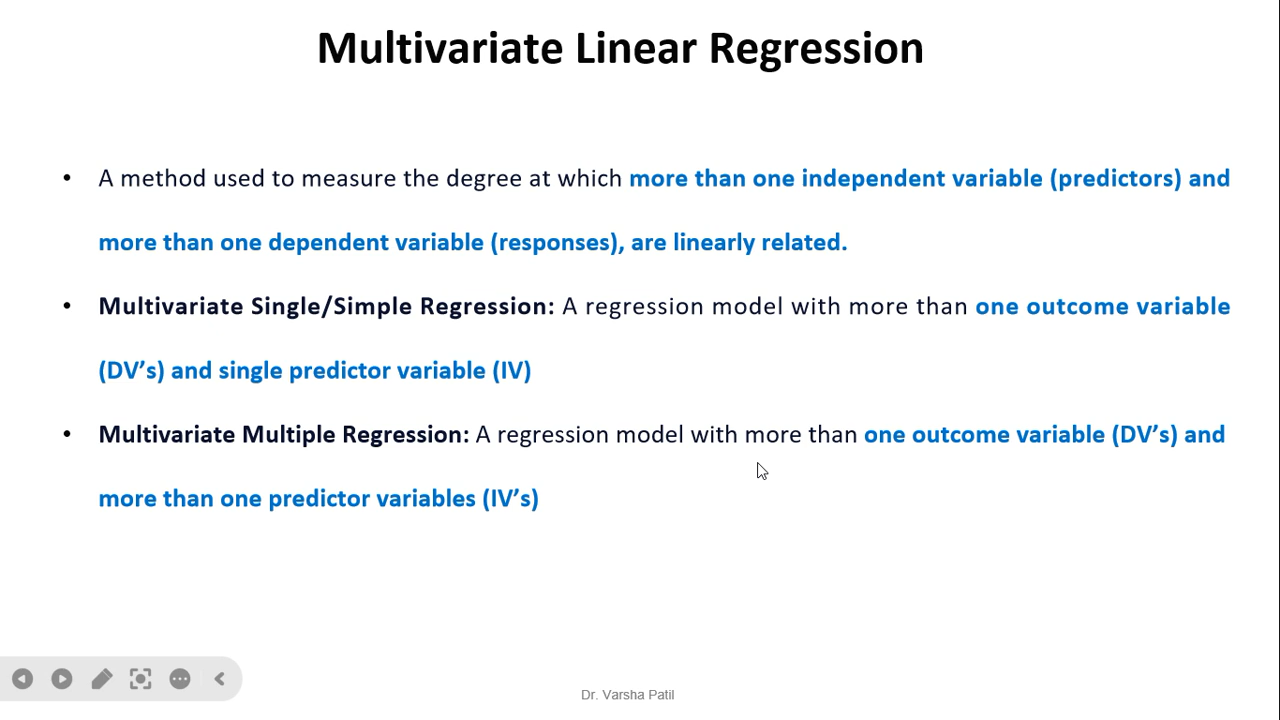 Multivariate Linear Regression
• A method used to measure the degree at which more than one independent variable (predictors) and
more than one dependent variable (responses), are linearly related.
• Multivariate Single/Simple Regression: A regression model with more than one outcome variable
(DV’s) and single predictor variable (IV)
• Multivariate Multiple Regression: A regression model with more than one outcome variable (DV’s) and
more than one predictor variables (IV’s)
Dr. Varsha Patil